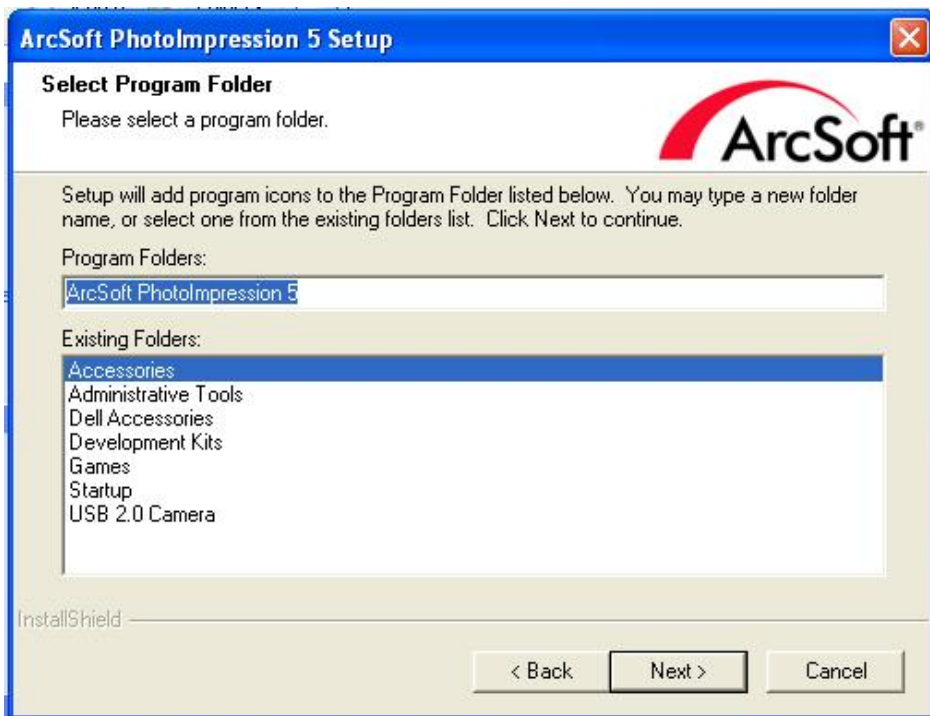 ArcSoft PhotoImpression 5 Setup
Select Program Folder
Please select a program folder.
ArcSoft®
Setup will add program icons to the Program Folder listed below. You may type a new folder
name, or select one from the existing folders list. Click Next to continue.
Program Folders:
ArcSoft PhotoImpression 5
Existing Folders:
Accessories
Administrative Tools
Dell Accessories
Development Kits
Games
Startup
USB 2.0 Camera
InstallShield
< Back Next > Cancel